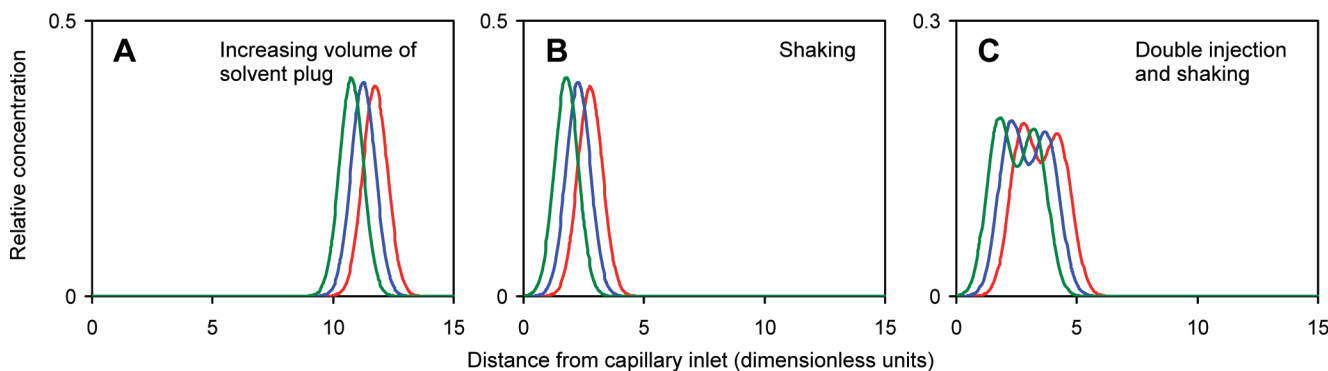 Relative concentration
0.5
0
A
Increasing volume of
solvent plug
0
5
10
15
0.5
0
B
Shaking
0
5
10
15
0.3
0
C
Double injection
and shaking
0
5
10
15
Distance from capillary inlet (dimensionless units)